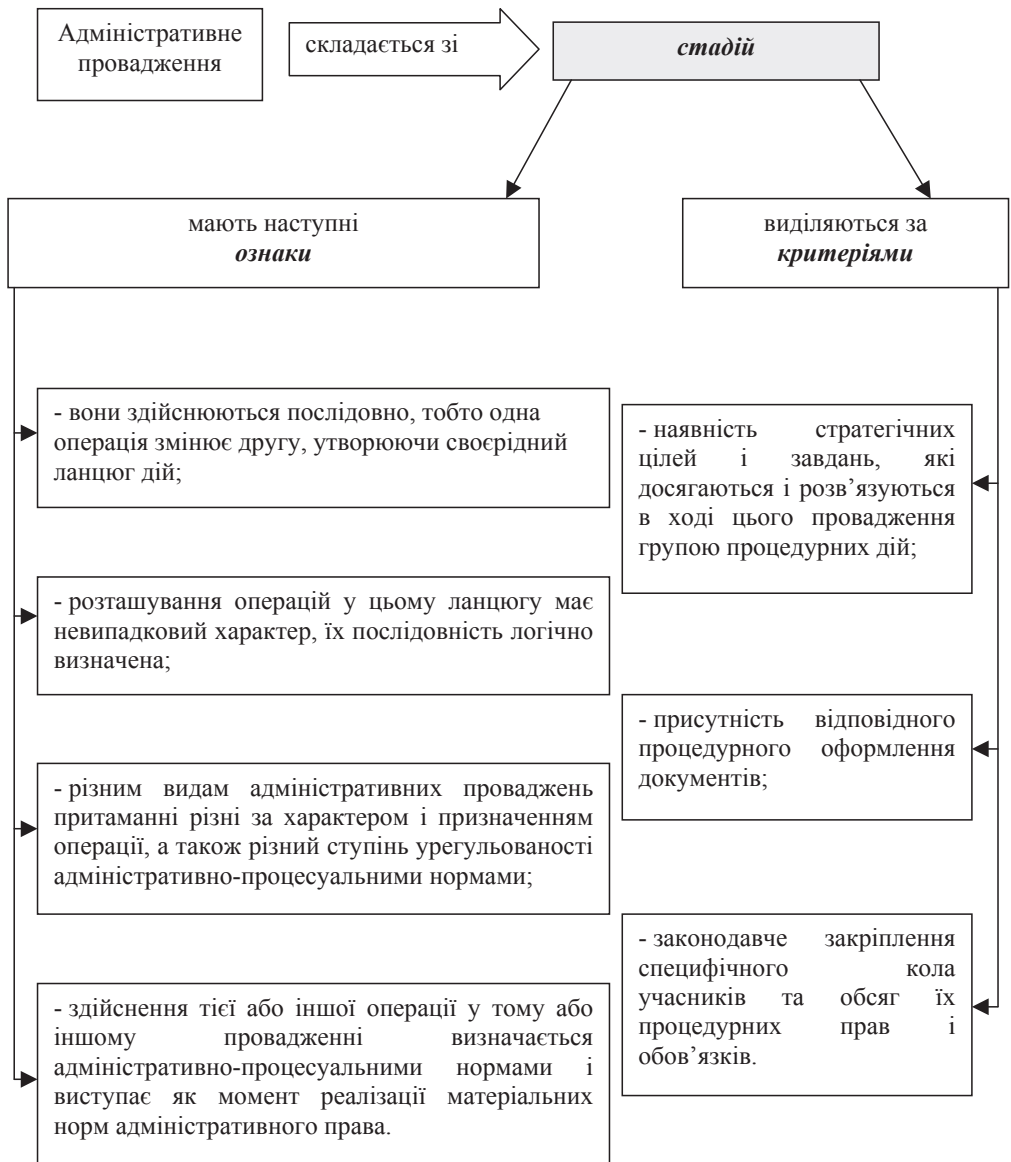 Адміністративне
провадження
складається зі
стадій
мають наступні
ознаки
виділяються за
критеріями
- вони здійснюються послідовно, тобто одна
операція змінює другу, утворюючи своєрідний
ланцюг дій;
- розташування операцій у цьому ланцюгу має
невипадковий характер, їх послідовність логічно
визначена;
- різним видам адміністративних проваджень
притаманні різні за характером і призначенням
операції, а також різний ступінь урегульованості
адміністративно-процесуальними нормами;
- здійснення тієї або іншої операції у тому або
іншому провадженні визначається
адміністративно-процесуальними нормами і
виступає як момент реалізації матеріальних
норм адміністративного права.
- наявність стратегічних
цілей і завдань, які
досягаються і розв’язуються
в ході цього провадження
групою процедурних дій;
- присутність відповідного
процедурного оформлення
документів;
- законодавче закріплення
специфічного кола
учасників та обсяг їх
процедурних прав і
обов’язків.